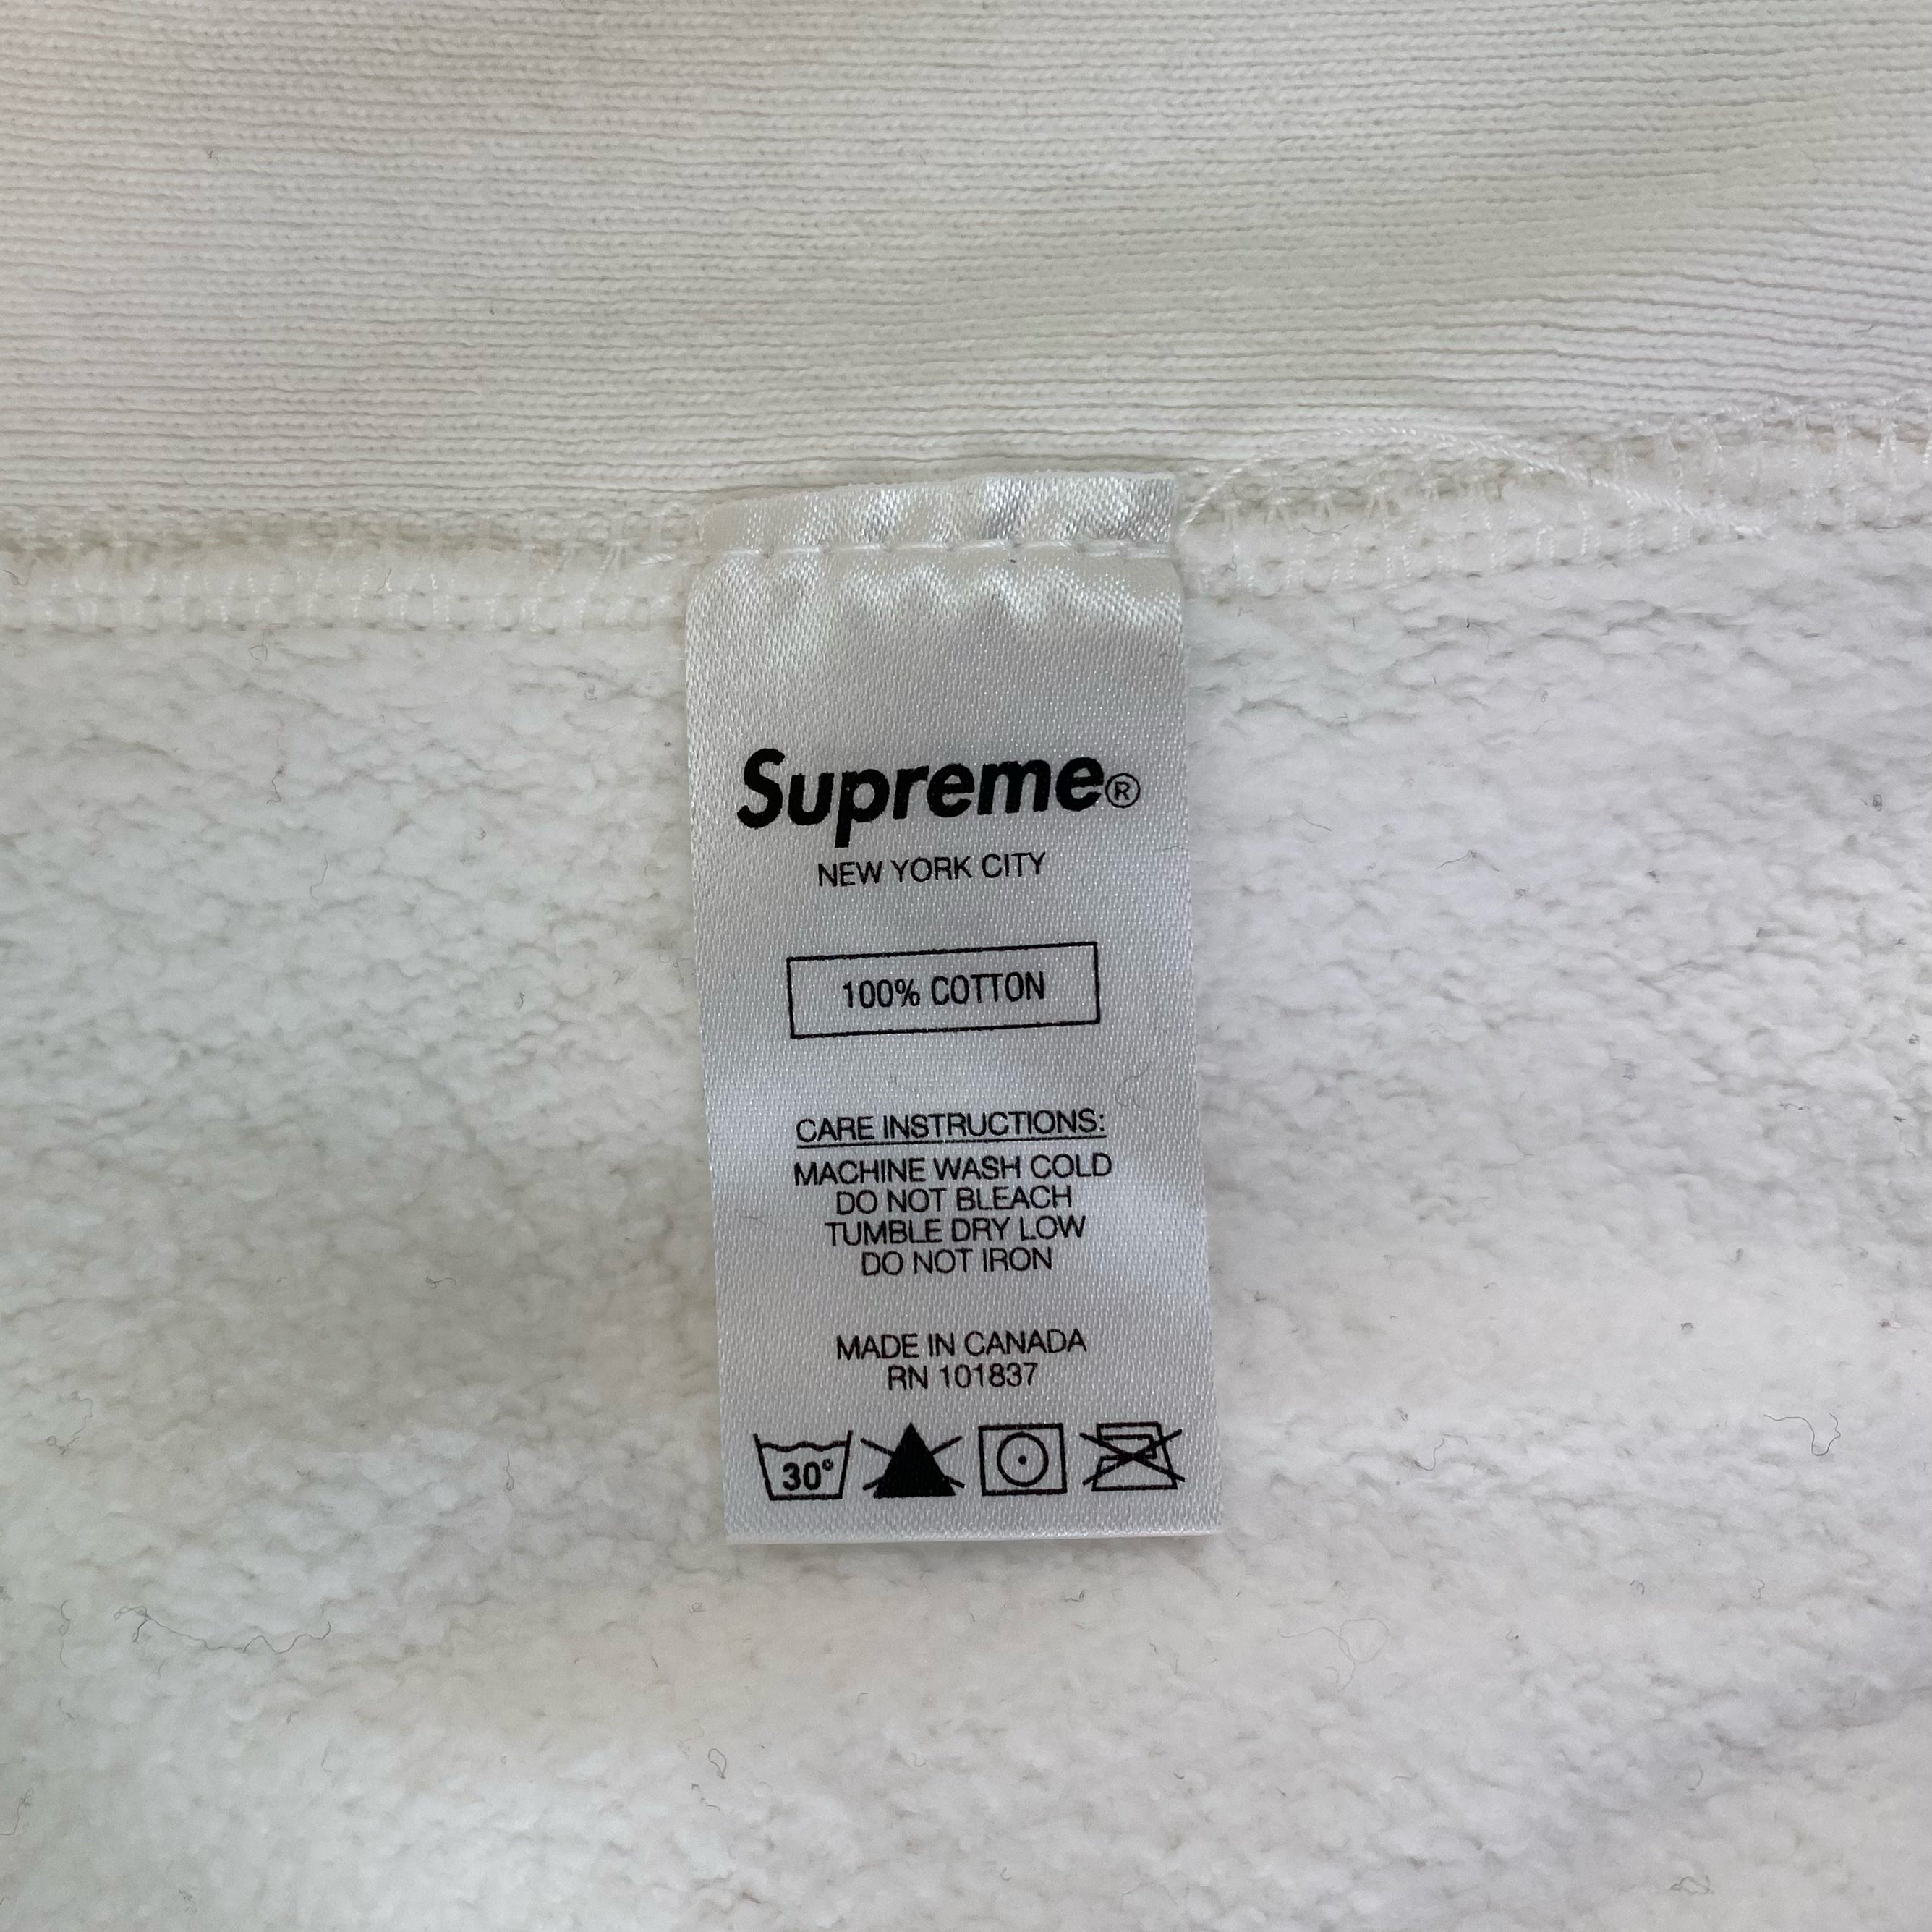 Supreme®
NEW YORK CITY
100% COTTON
CARE INSTRUCTIONS:
MACHINE WASH COLD
DO NOT BLEACH
TUMBLE DRY LOW
DO NOT IRON
MADE IN CANADA
RN 101837
30°